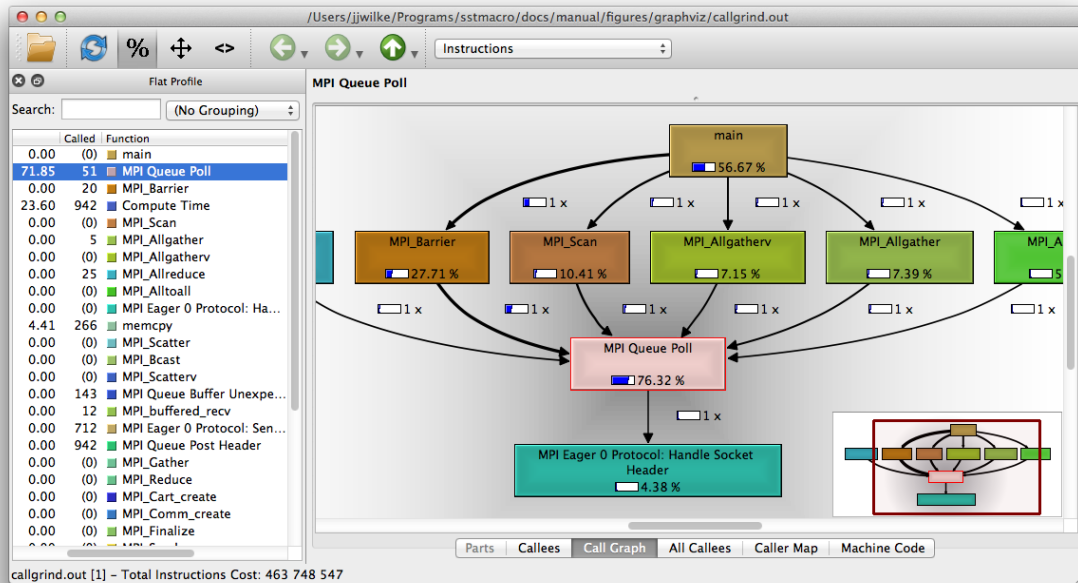 /Users/jjwilke/Programs/sstmacro/docs/manual/figures/graphviz/callgrind.out
% <> Instructions
Flat Profile
Search: (No Grouping)
Called Function
0.00 (0) main
71.85 51 MPI Queue Poll
0.00 20 MPI_Barrier
23.60 942 Compute Time
0.00 (0) MPI_Scan
0.00 5 MPI_Allgather
0.00 (0) MPI_Allgatherv
0.00 25 MPI_Allreduce
0.00 (0) MPI_Alltoall
0.00 (0) MPI Eager 0 Protocol: Ha...
4.41 266 memcpy
0.00 (0) MPI_Scatter
0.00 (0) MPI_Bcast
0.00 (0) MPI_Scatterv
0.00 143 MPI Queue Buffer Unexpe...
0.00 12 MPI_buffered_recv
0.00 712 MPI Eager 0 Protocol: Sen...
0.00 942 MPI Queue Post Header
0.00 (0) MPI_Gather
0.00 (0) MPI_Reduce
0.00 (0) MPI_Cart_create
0.00 (0) MPI_Comm_create
0.00 (0) MPI_Finalize
MPI Queue Poll
main
56.67 %
1 x
1 x
1 x
1 x
1 x
MPI_Barrier
27.71 %
MPI_Scan
10.41 %
MPI_Allgatherv
7.15 %
MPI_Allgather
7.39 %
MPI_A
5
1 x
1 x
1 x
1 x
1 x
1 x
MPI Queue Poll
76.32 %
1 x
MPI Eager 0 Protocol: Handle Socket
Header
4.38 %
Parts Callees Call Graph All Callees Caller Map Machine Code
callgrind.out [1] - Total Instructions Cost: 463 748 547